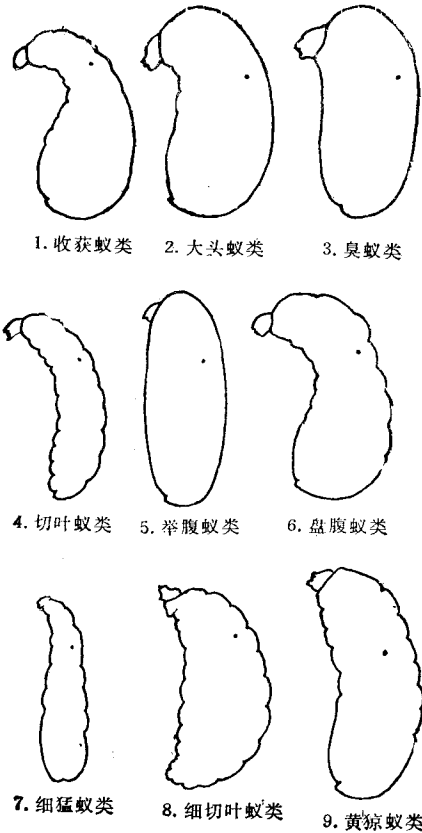 1. 收获蚁类 2. 大头蚁类 3. 臭蚁类
4. 切叶蚁类 5. 举腹蚁类 6. 盘腹蚁类
7. 细猛蚁类 8. 细切叶蚁类 9. 黄猄蚁类